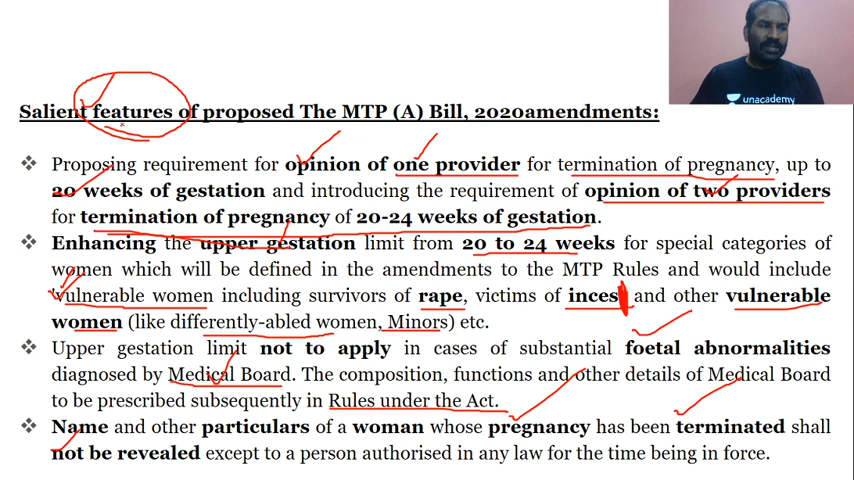 unacademy
Salient features of proposed The MTP (A) Bill, 2020amendments:
❖ Proposing requirement for opinion of one provider for termination of pregnancy, up to
20 weeks of gestation and introducing the requirement of opinion of two providers
for termination of pregnancy of 20-24 weeks of gestation.
❖ Enhancing the upper gestation limit from 20 to 24 weeks for special categories of
women which will be defined in the amendments to the MTP Rules and would include
'vulnerable women including survivors of rape, victims of inces and other vulnerable
women (like differently-abled women, Minors) etc.
❖ Upper gestation limit not to apply in cases of substantial foetal abnormalities
diagnosed by Medical Board. The composition, functions and other details of Medical Board
to be prescribed subsequently in Rules under the Act.
❖ Name and other particulars of a woman whose pregnancy has been terminated shall
not be revealed except to a person authorised in any law for the time being in force.